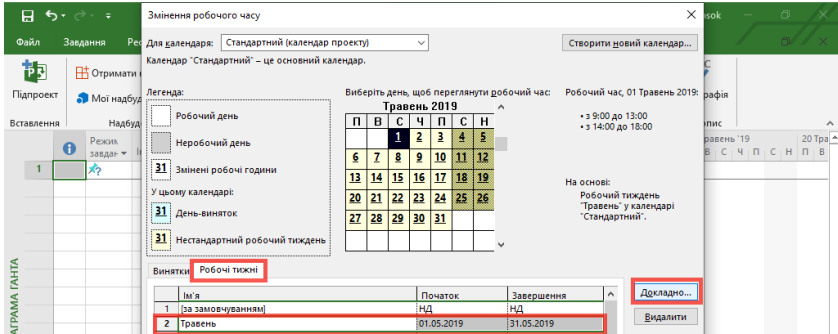 Змінення робочого часу
Файл
Завдання
Рес
Для календаря:
Стандартний (календар проекту)
Створити новий календар...
Календар "Стандартний" – це основний календар.
Підпроект
Отримати
Мої надбуд
Вставлення
Надбуд
Легенда:
Робочий день
Неробочий день
31 Змінені робочі години
У цьому календарі:
31 День-виняток
31 Нестандартний робочий тиждень
Виберіть день, щоб переглянути робочий час:
Травень 2019
П В С Ч П С Н
1 2 3 4 5
6 7 8 9 10 11 12
13 14 15 16 17 18 19
20 21 22 23 24 25 26
27 28 29 30 31
Робочий час, 01 Травень 2019:
• з 9:00 до 13:00
• з 14:00 до 18:00
На основі:
Робочий тиждень
"Травень" у календарі
"Стандартний".
Режим
завдан
1
равень '19
20 Тра
В С Ч П С Н П В
Винятки
Робочі тижні
Ім'я Початок Завершення
1 [за замовчуванням] НД НД
2 Травень 01.05.2019 31.05.2019
Докладно...
Видалити
АГРАМА ГАНТА